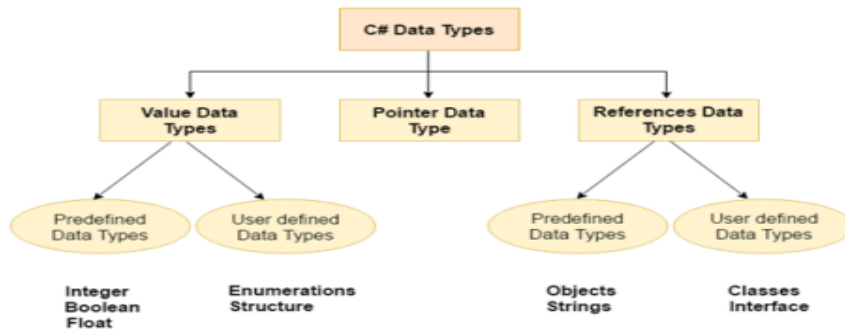 C# Data Types
Value Data
Types
Pointer Data
Type
References Data
Types
Predefined
Data Types
User defined
Data Types
Predefined
Data Types
User defined
Data Types
Integer
Boolean
Float
Enumerations
Structure
Objects
Strings
Classes
Interface